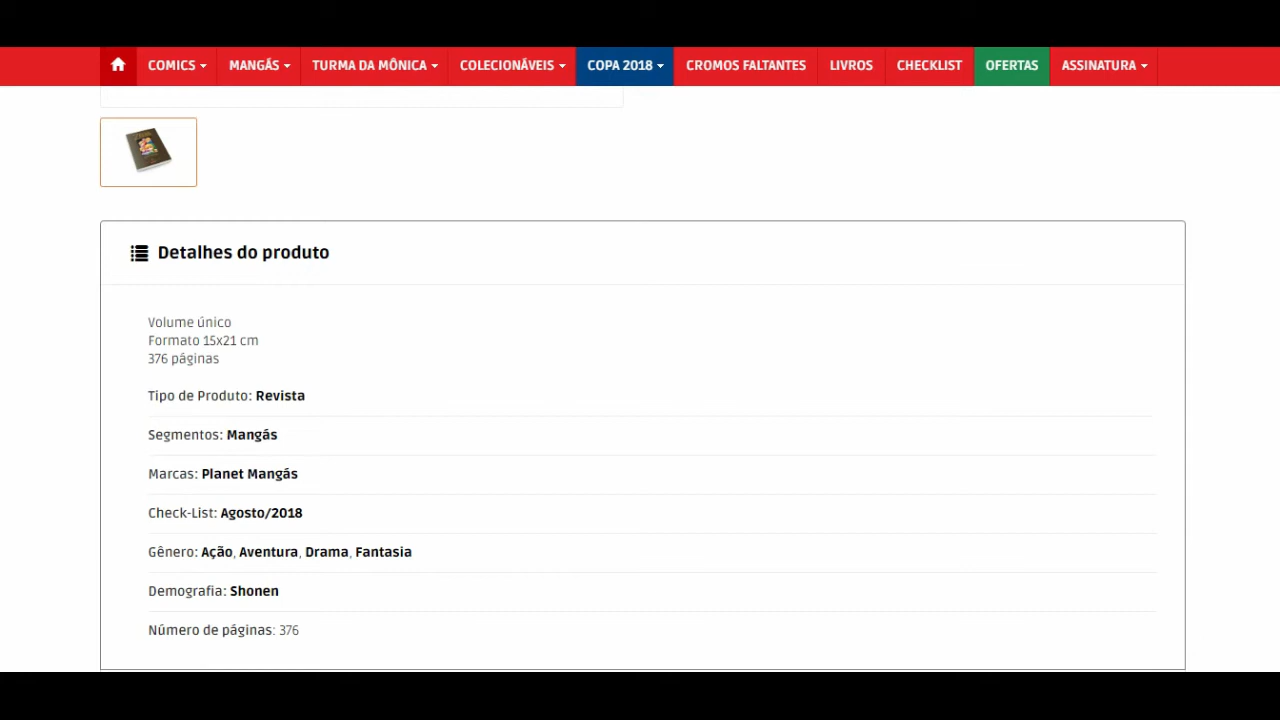 COMICS MANGÁS TURMA DA MÔNICA COLECIONÁVEIS COPA 2018 CROMOS FALTANTES LIVROS CHECKLIST OFERTAS ASSINATURA
Detalhes do produto
Volume único
Formato 15x21 cm
376 páginas
Tipo de Produto: Revista
Segmentos: Mangás
Marcas: Planet Mangás
Check-List: Agosto/2018
Gênero: Ação, Aventura, Drama, Fantasia
Demografia: Shonen
Número de páginas: 376